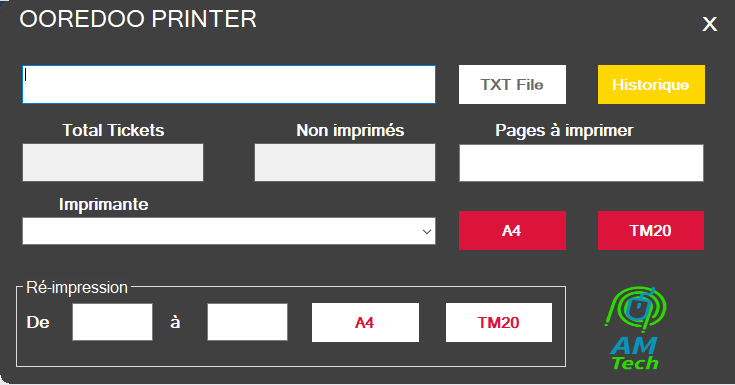 OOREDOO PRINTER
X
TXT File
Historique
Total Tickets
Non imprimés
Pages à imprimer
Imprimante
A4
TM20
Ré-impression
De
à
A4
TM20
AM
Tech